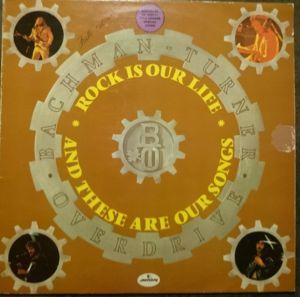 BACHMAN · TURNER
· OVERDRIVE ·
ROCK IS OUR LIFE
AND THESE ARE OUR SONGS